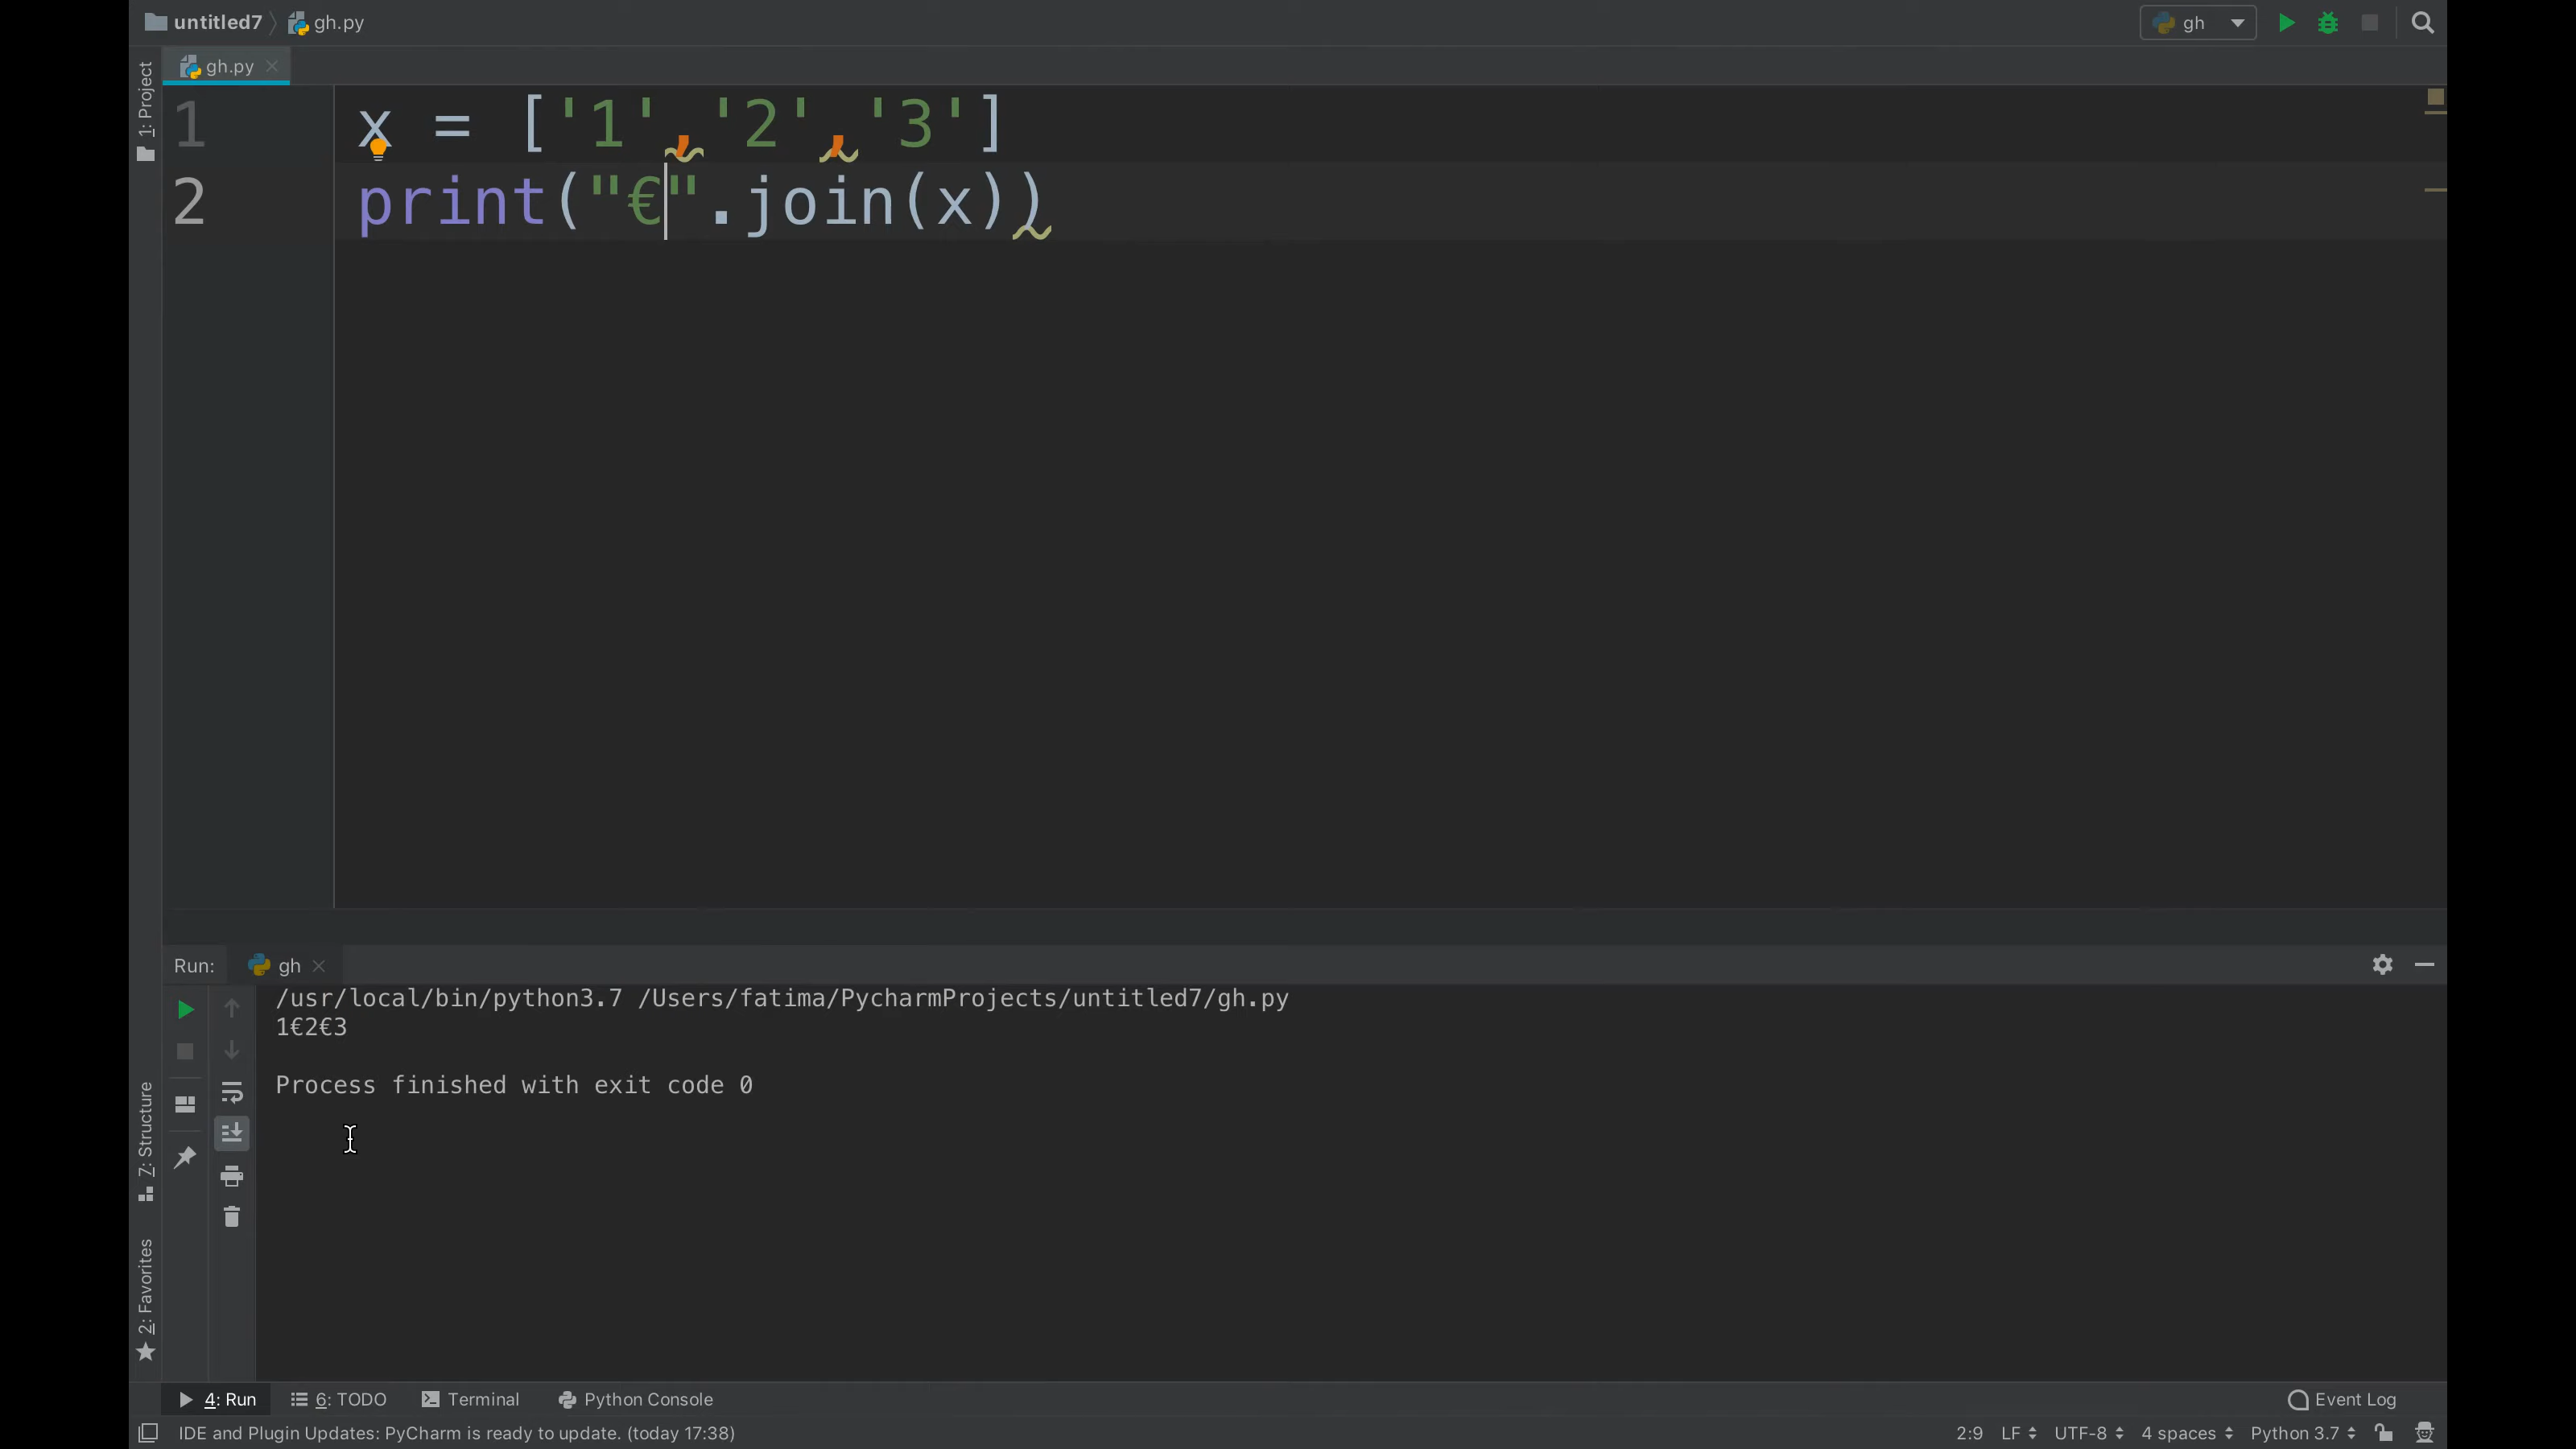 untitled7 gh.py
gh
gh.py
1: Project
1 x = ['1','2','3']
2 print("€".join(x))
Run: gh
/usr/local/bin/python3.7 /Users/fatima/PycharmProjects/untitled7/gh.py
1€2€3
Process finished with exit code 0
7: Structure
2: Favorites
4: Run 6: TODO Terminal Python Console Event Log
IDE and Plugin Updates: PyCharm is ready to update. (today 17:38) 2:9 LF UTF-8 4 spaces Python 3.7